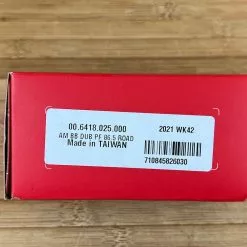 00.6418.025.000
2021 WK42
AM BB DUB PF 86.5 ROAD
Made in TAIWAN
710845826030